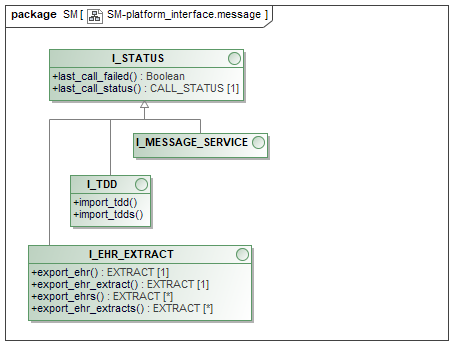 package SM [ SM-platform_interface.message ]
I_STATUS
+last_call_failed() : Boolean
+last_call_status() : CALL_STATUS [1]
I_MESSAGE_SERVICE
I_TDD
+import_tdd()
+import_tdds()
I_EHR_EXTRACT
+export_ehr() : EXTRACT [1]
+export_ehr_extract() : EXTRACT [1]
+export_ehrs() : EXTRACT [*]
+export_ehr_extracts() : EXTRACT [*]